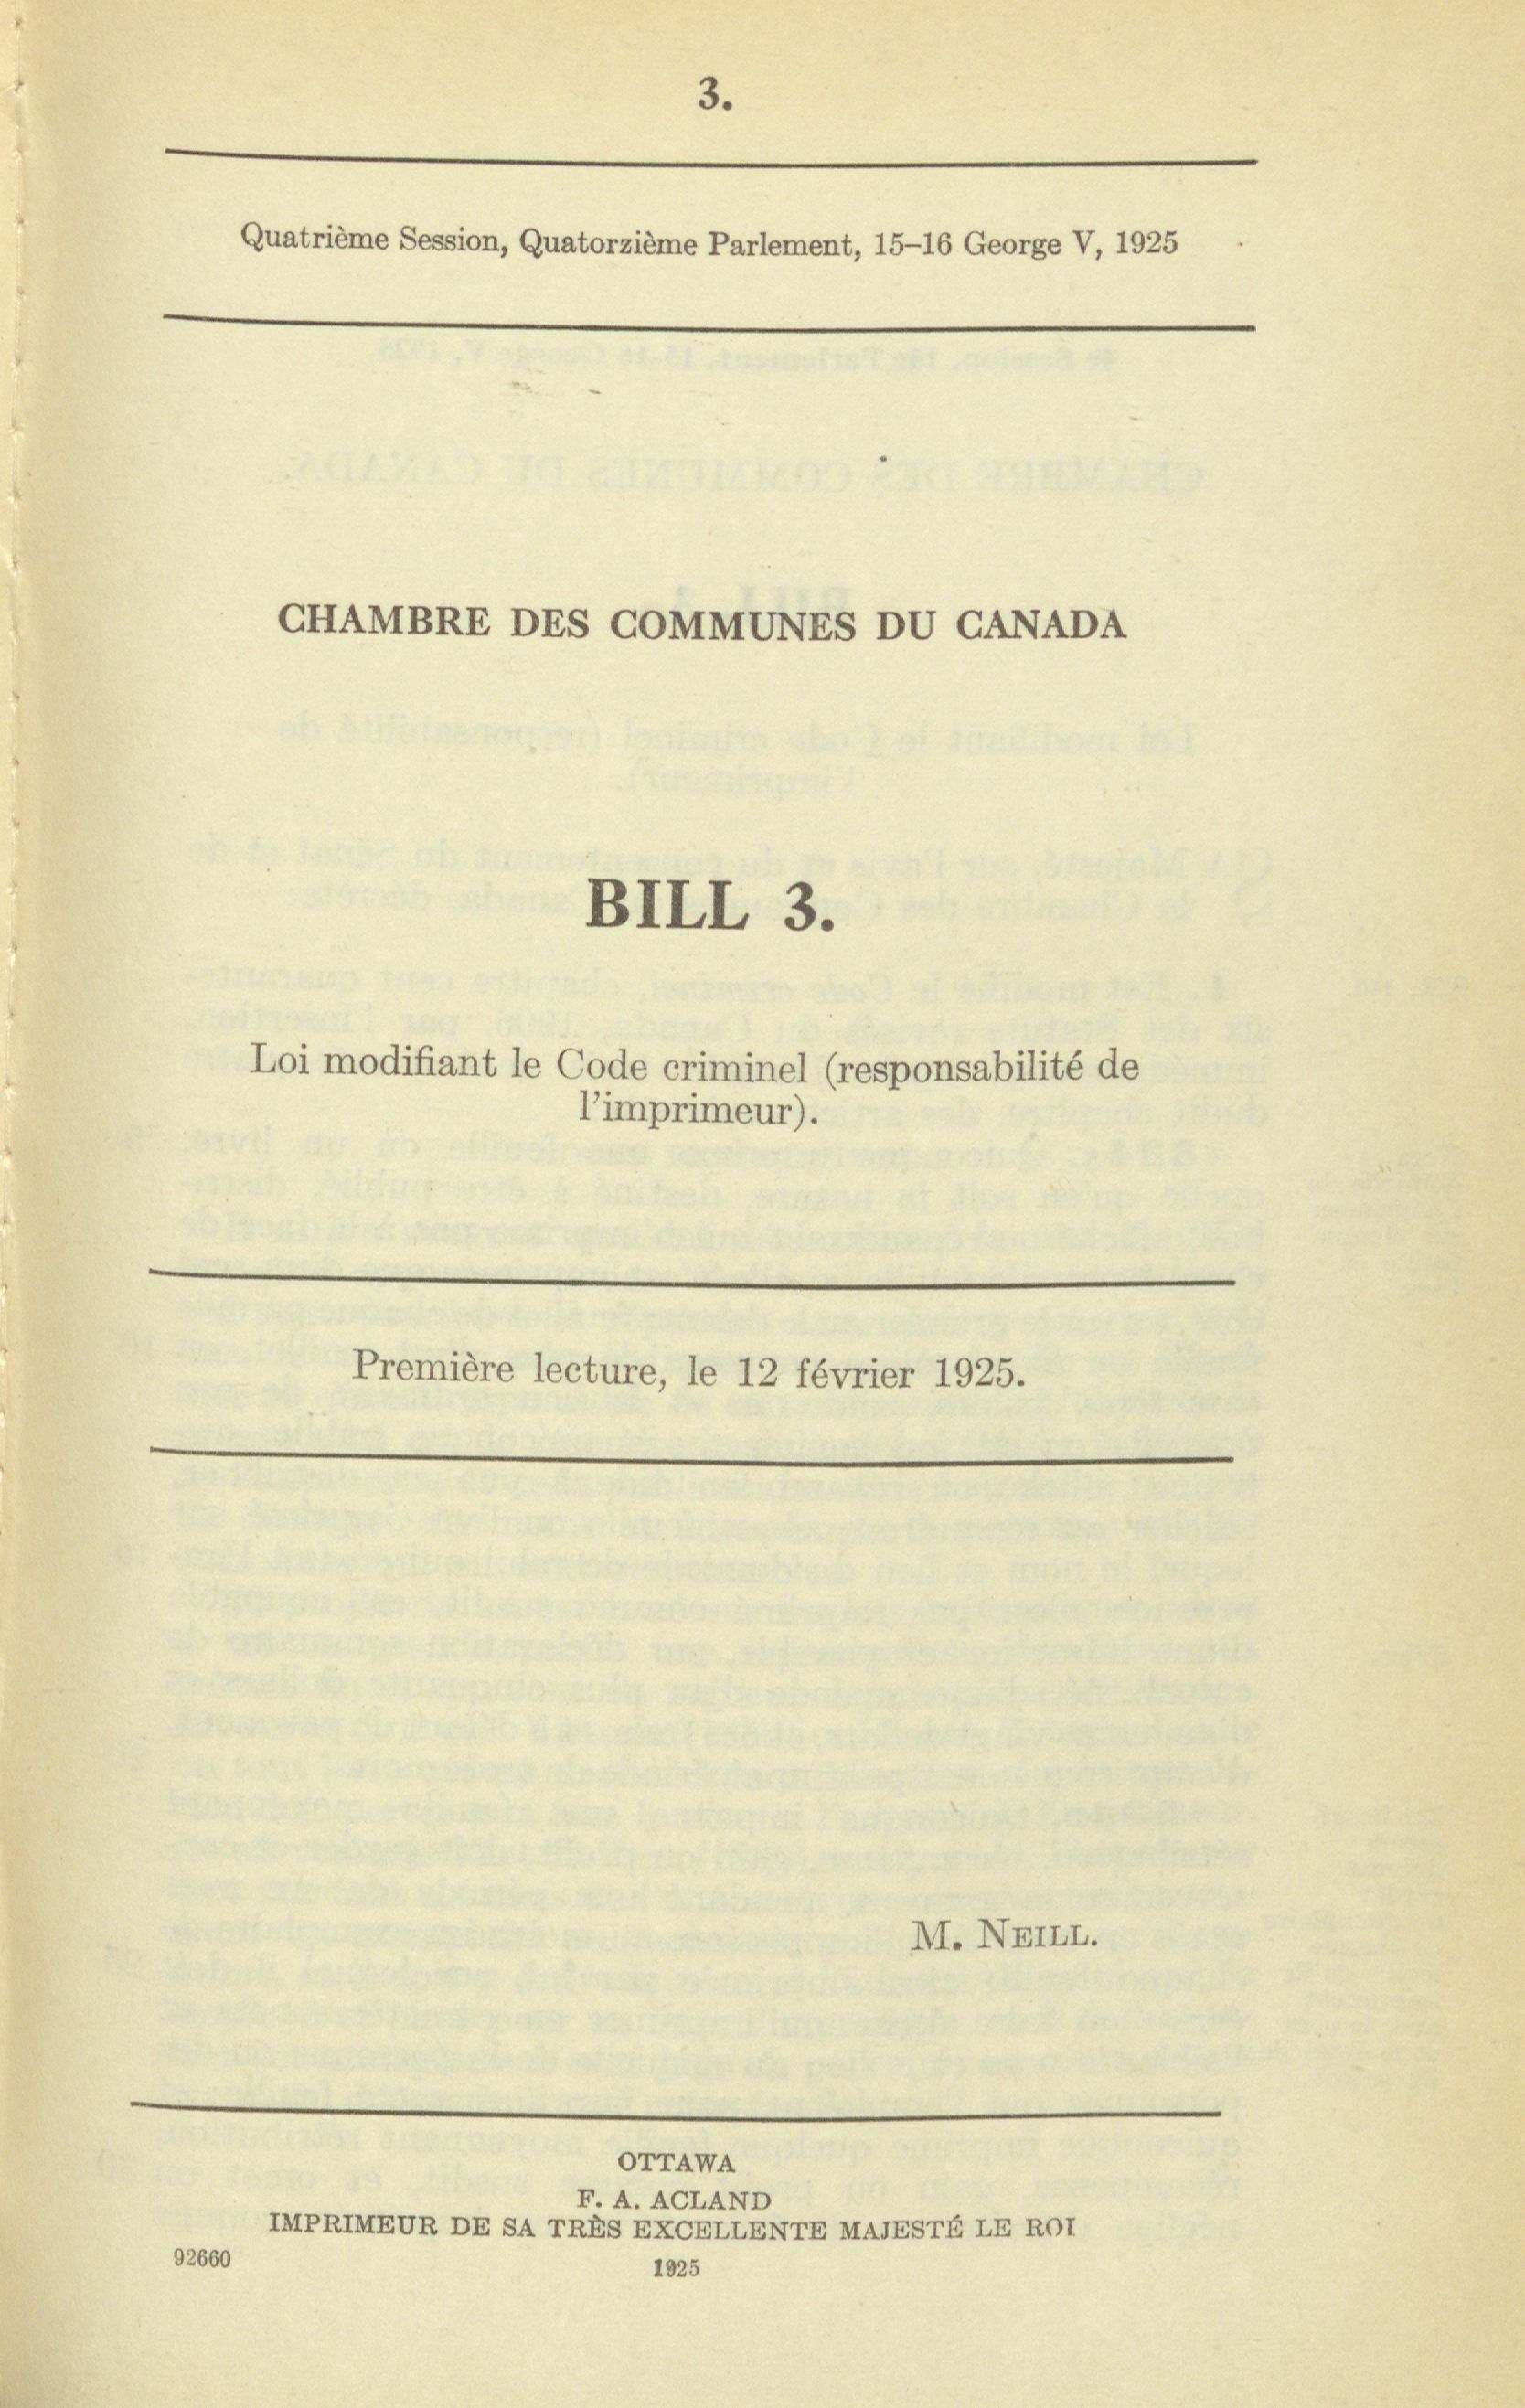 3.
Quatrième Session, Quatorzième Parlement, 15–16 George V, 1925
CHAMBRE DES COMMUNES DU CANADA
BILL 3.
Loi modifiant le Code criminel (responsabilité de
l'imprimeur).
Première lecture, le 12 février 1925.
M. NEILL.
OTTAWA
F. A. ACLAND
IMPRIMEUR DE SA TRÈS EXCELLENTE MAJESTÉ LE ROI
92660
1925